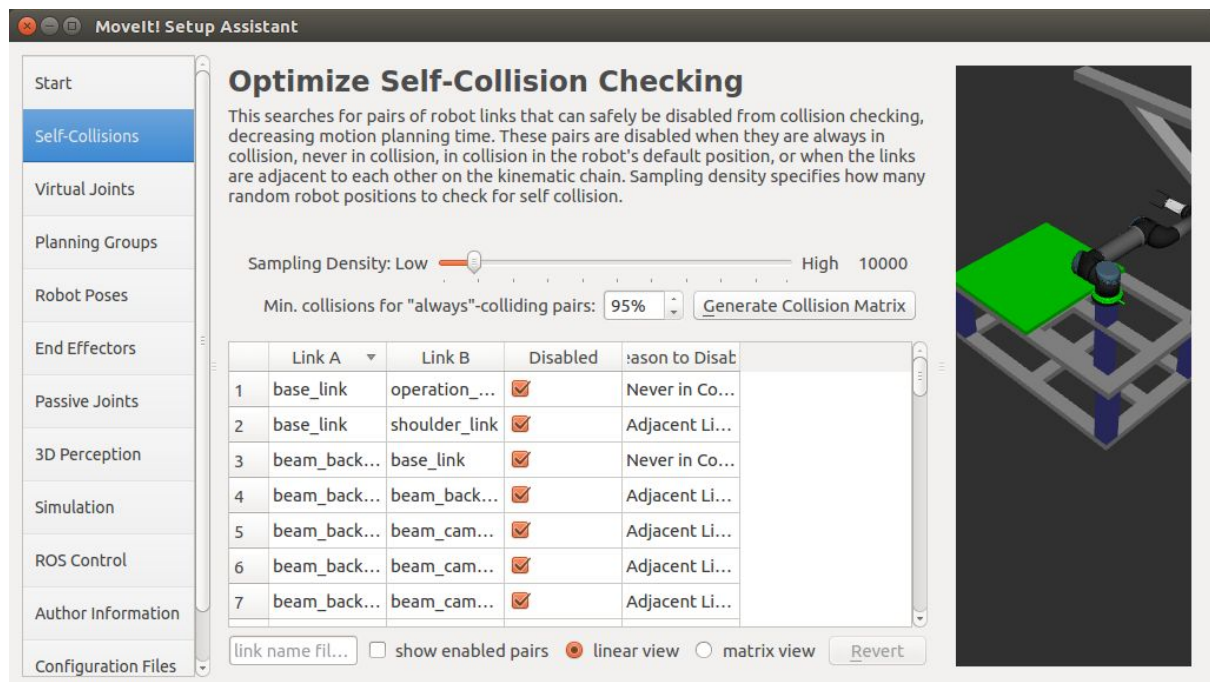 MoveIt! Setup Assistant
Start
Self-Collisions
Virtual Joints
Planning Groups
Robot Poses
End Effectors
Passive Joints
3D Perception
Simulation
ROS Control
Author Information
Configuration Files
Optimize Self-Collision Checking
This searches for pairs of robot links that can safely be disabled from collision checking,
decreasing motion planning time. These pairs are disabled when they are always in
collision, never in collision, in collision in the robot's default position, or when the links
are adjacent to each other on the kinematic chain. Sampling density specifies how many
random robot positions to check for self collision.
Sampling Density: Low High 10000
Min. collisions for "always"-colliding pairs: 95% Generate Collision Matrix
Link A Link B Disabled eason to Disab
1 base_link operation_... Never in Co...
2 base_link shoulder_link Adjacent Li...
3 beam_back... base_link Never in Co...
4 beam_back... beam_back... Adjacent Li...
5 beam_back... beam_cam... Adjacent Li...
6 beam_back... beam_cam... Adjacent Li...
7 beam_back... beam_cam... Adjacent Li...
link name fil... show enabled pairs linear view matrix view Revert